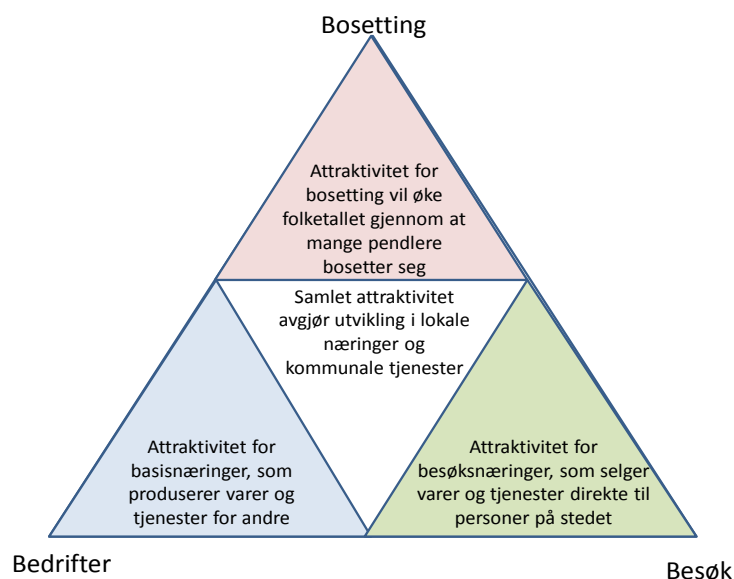 Bosetting
Attraktivitet for
bosetting vil øke
folketallet gjennom at
mange pendlere
bosetter seg
Samlet attraktivitet
avgjør utvikling i lokale
næringer og
kommunale tjenester
Attraktivitet for
basisnæringer, som
produserer varer og
tjenester for andre
Attraktivitet for
besøksnæringer, som selger
varer og tjenester direkte til
personer på stedet
Bedrifter
Besøk